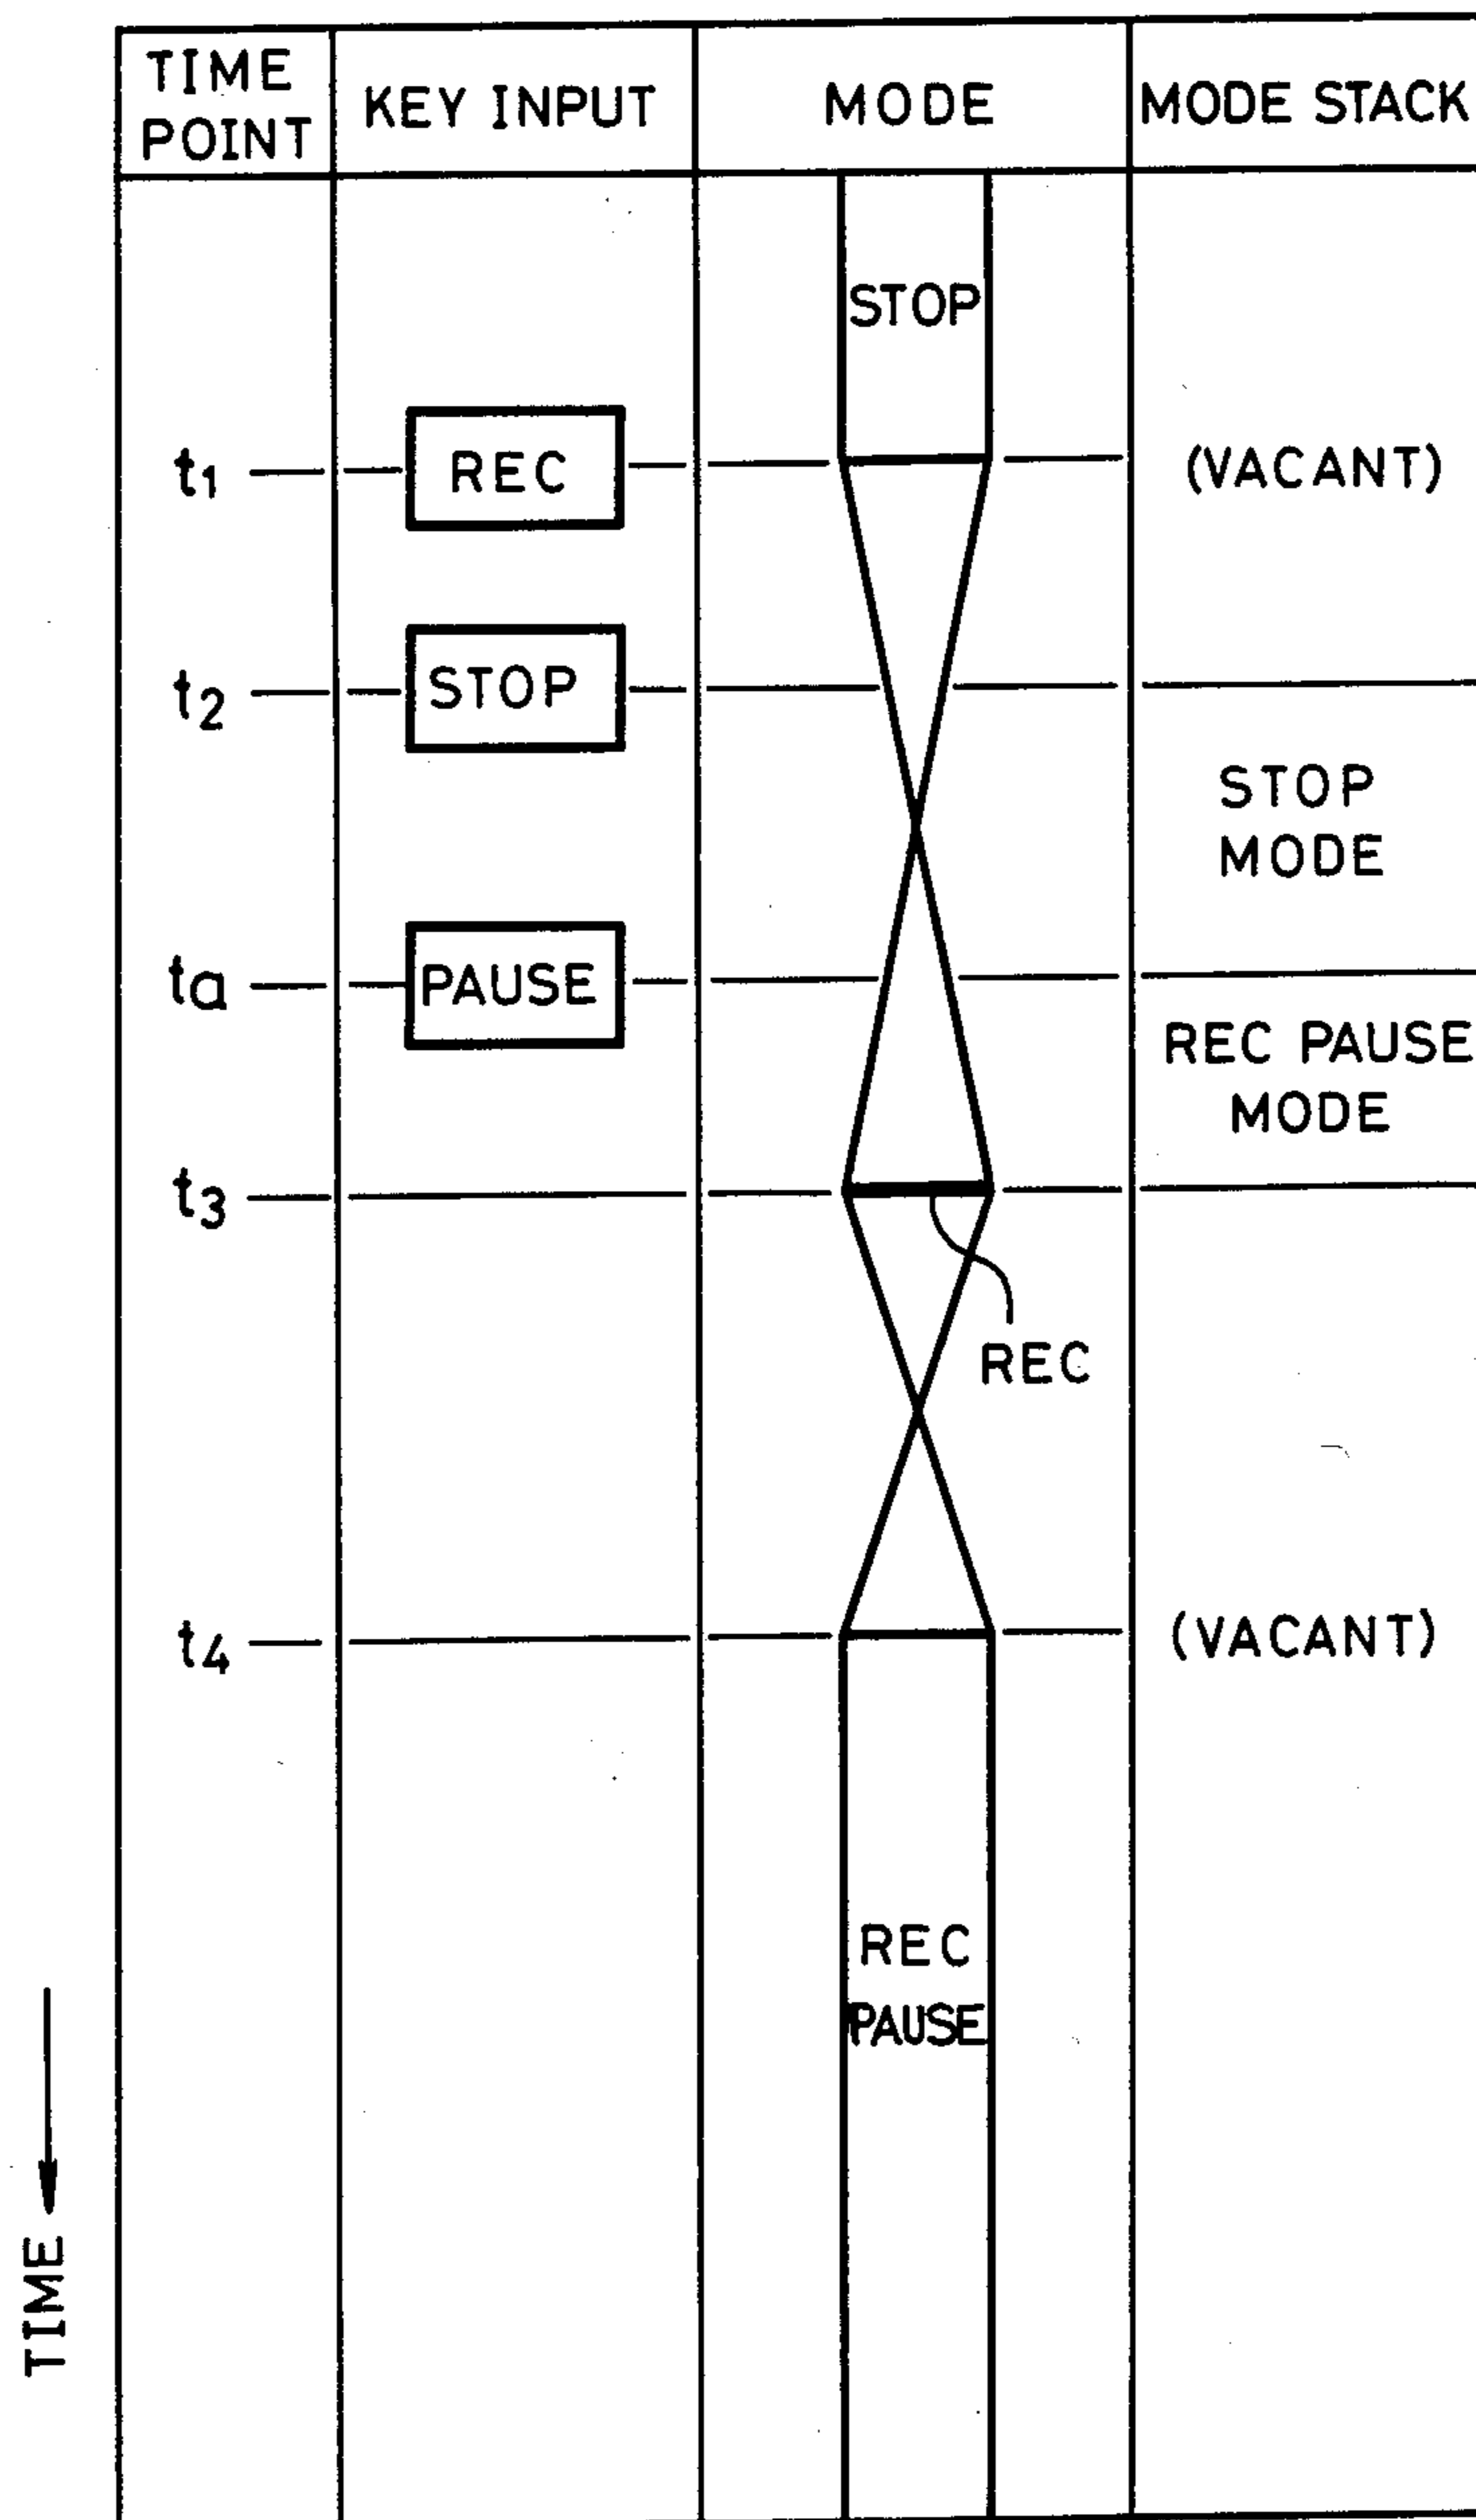 TIME
POINT
KEY INPUT
MODE
MODE STACK
STOP
t1
REC
(VACANT)
t2
STOP
STOP
MODE
ta
PAUSE
REC PAUSE
MODE
t3
REC
t4
(VACANT)
REC
PAUSE
TIME